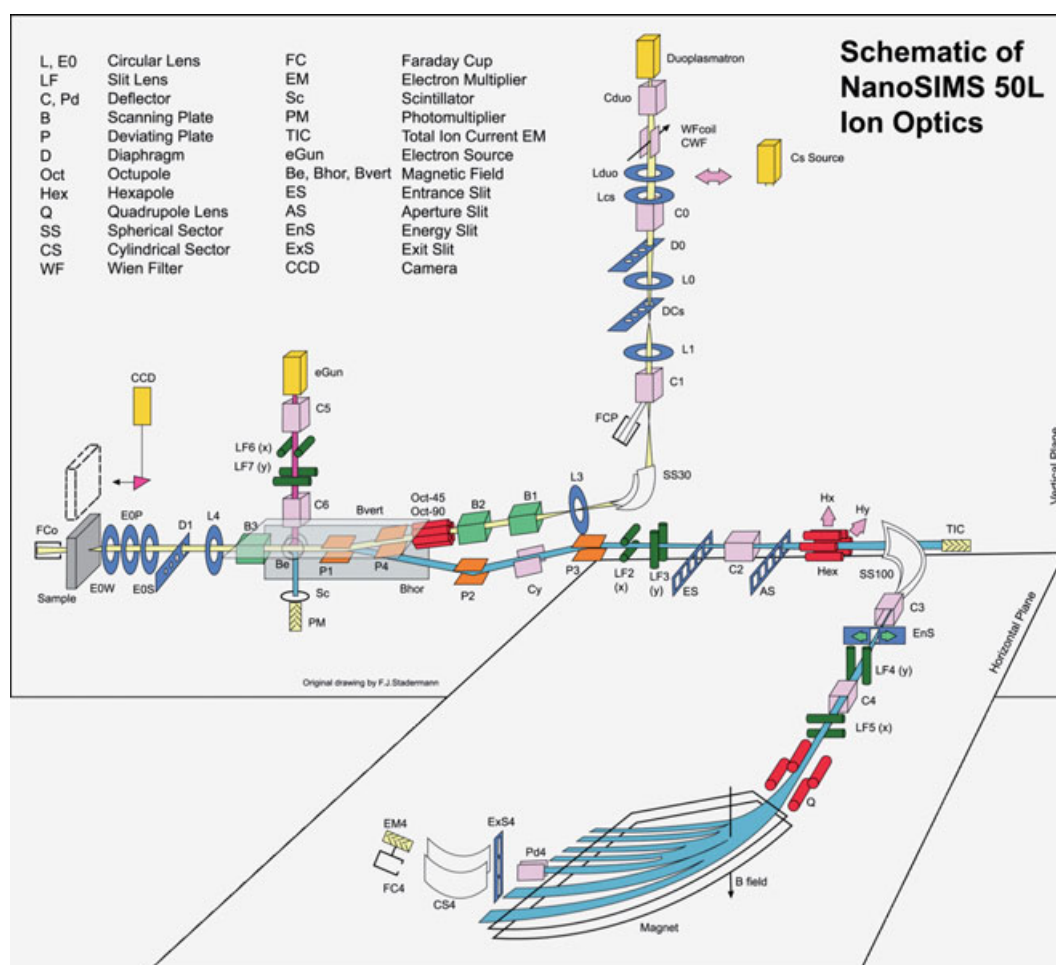 Schematic of
NanoSIMS 50L
Ion Optics
L, E0 Circular Lens
LF Slit Lens
C, Pd Deflector
B Scanning Plate
P Deviating Plate
D Diaphragm
Oct Octupole
Hex Hexapole
Q Quadrupole Lens
SS Spherical Sector
CS Cylindrical Sector
WF Wien Filter
FC Faraday Cup
EM Electron Multiplier
Sc Scintillator
PM Photomultiplier
TIC Total Ion Current EM
eGun Electron Source
Be, Bhor, Bvert Magnetic Field
ES Entrance Slit
AS Aperture Slit
EnS Energy Slit
ExS Exit Slit
CCD Camera
Duoplasmatron
Cduo
WFcoil
CWF
Cs Source
Lduo
Lcs
C0
D0
L0
DCs
L1
C1
FCP
SS30
L3
CCD
eGun
C5
LF6 (x)
LF7 (y)
C6
Bvert
Oct-45
Oct-90
B2
B1
FCo
Sample
E0W
E0P
E0S
D1
L4
B3
Be
P1
P4
Bhor
Sc
PM
P2
Cy
P3
LF2
(x)
LF3
(y)
ES
C2
AS
Hx
Hy
Hex
TIC
SS100
C3
EnS
LF4 (y)
C4
LF5 (x)
Q
Vertical Plane
Horizontal Plane
Original drawing by F.J.Stadermann
EM4
FC4
CS4
ExS4
Pd4
B field
Magnet